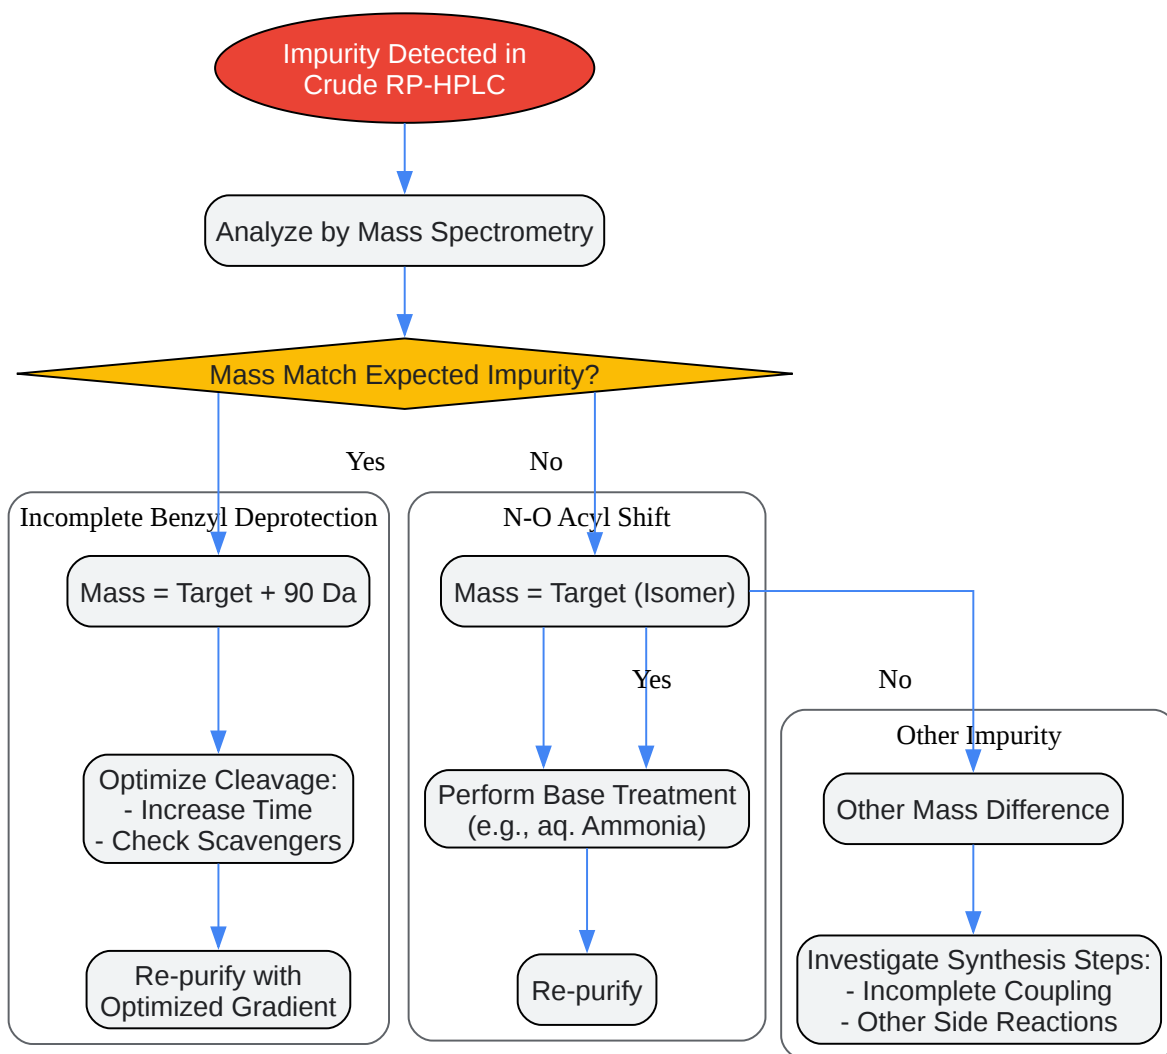 Impurity Detected in
Crude RP-HPLC
Analyze by Mass Spectrometry
Mass Match Expected Impurity?
Yes
No
Incomplete Benzyl Deprotection
Mass = Target + 90 Da
Optimize Cleavage:
- Increase Time
- Check Scavengers
Re-purify with
Optimized Gradient
N-O Acyl Shift
Mass = Target (Isomer)
Yes
No
Perform Base Treatment
(e.g., aq. Ammonia)
Re-purify
Other Impurity
Other Mass Difference
Investigate Synthesis Steps:
- Incomplete Coupling
- Other Side Reactions